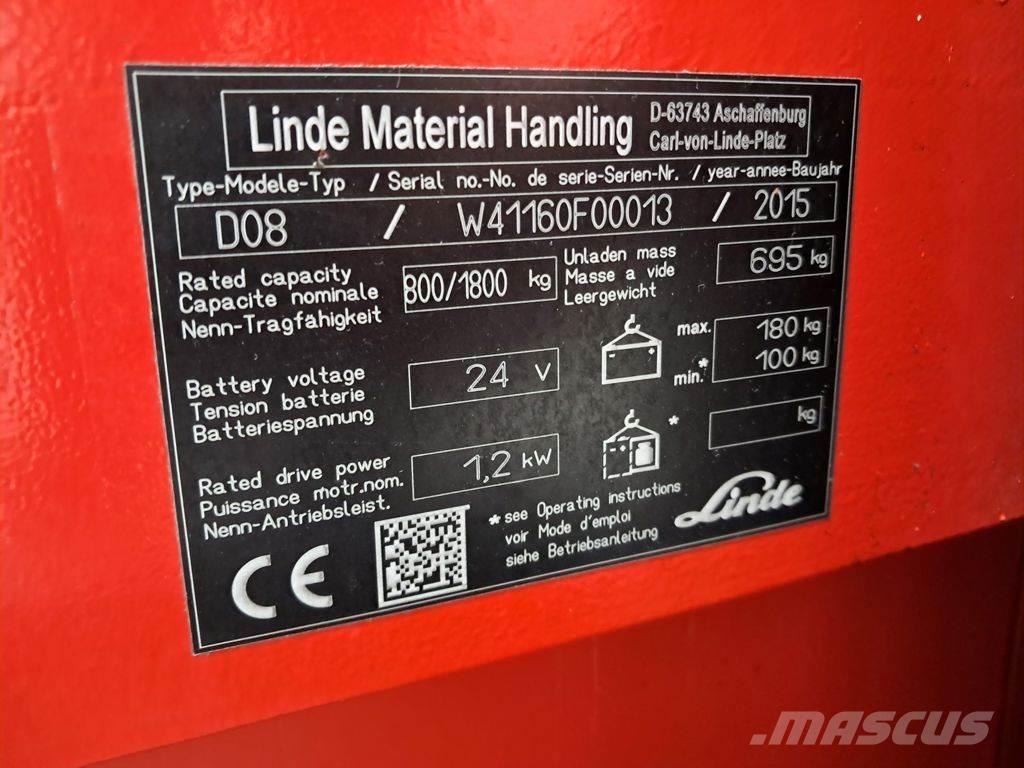 Linde Material Handling
D-63743 Aschaffenburg
Carl-von-Linde-Platz
Type-Modele-Typ / Serial no.-No. de serie-Serien-Nr. / year-annee-Baujahr
D08 / W41160F00013 / 2015
Rated capacity
Capacite nominale
Nenn-Tragfähigkeit
800/1800 kg
Unladen mass
Masse a vide
Leergewicht
695 kg
Battery voltage
Tension batterie
Batteriespannung
24 V
max. 180 kg
min.* 100 kg
Rated drive power
Puissance motr.nom.
Nenn-Antriebsleist.
1,2 kW
* kg
*see Operating instructions
voir Mode d'emploi
siehe Betriebsanleitung
Linde
CE
.MASCUS